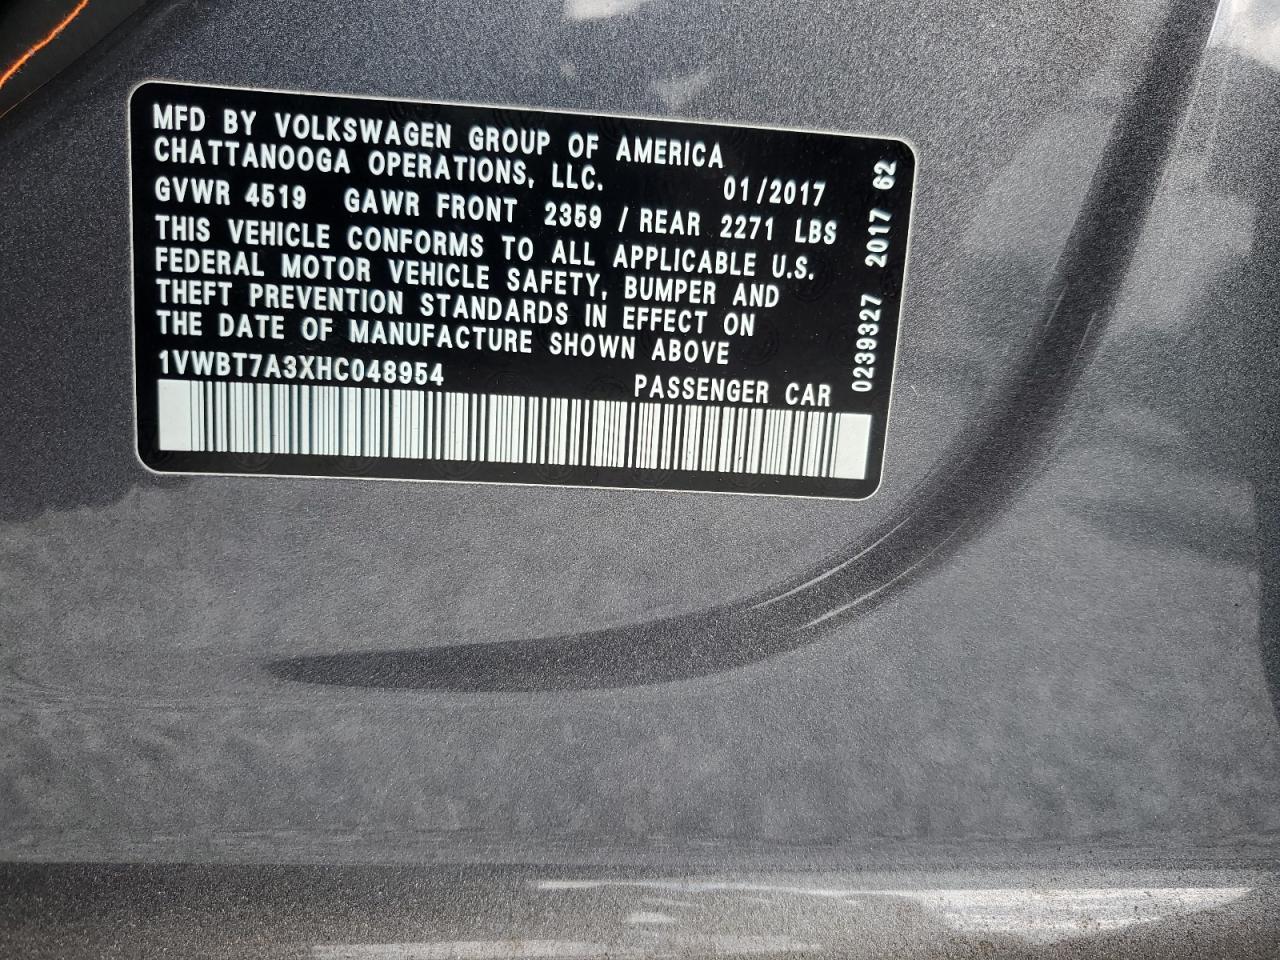 MFD BY VOLKSWAGEN GROUP OF AMERICA
CHATTANOOGA OPERATIONS, LLC. 01/2017
GVWR 4519 GAWR FRONT 2359 / REAR 2271 LBS
THIS VEHICLE CONFORMS TO ALL APPLICABLE U.S.
FEDERAL MOTOR VEHICLE SAFETY, BUMPER AND
THEFT PREVENTION STANDARDS IN EFFECT ON
THE DATE OF MANUFACTURE SHOWN ABOVE
1VWBT7A3XHC048954 PASSENGER CAR
0239327 2017 62